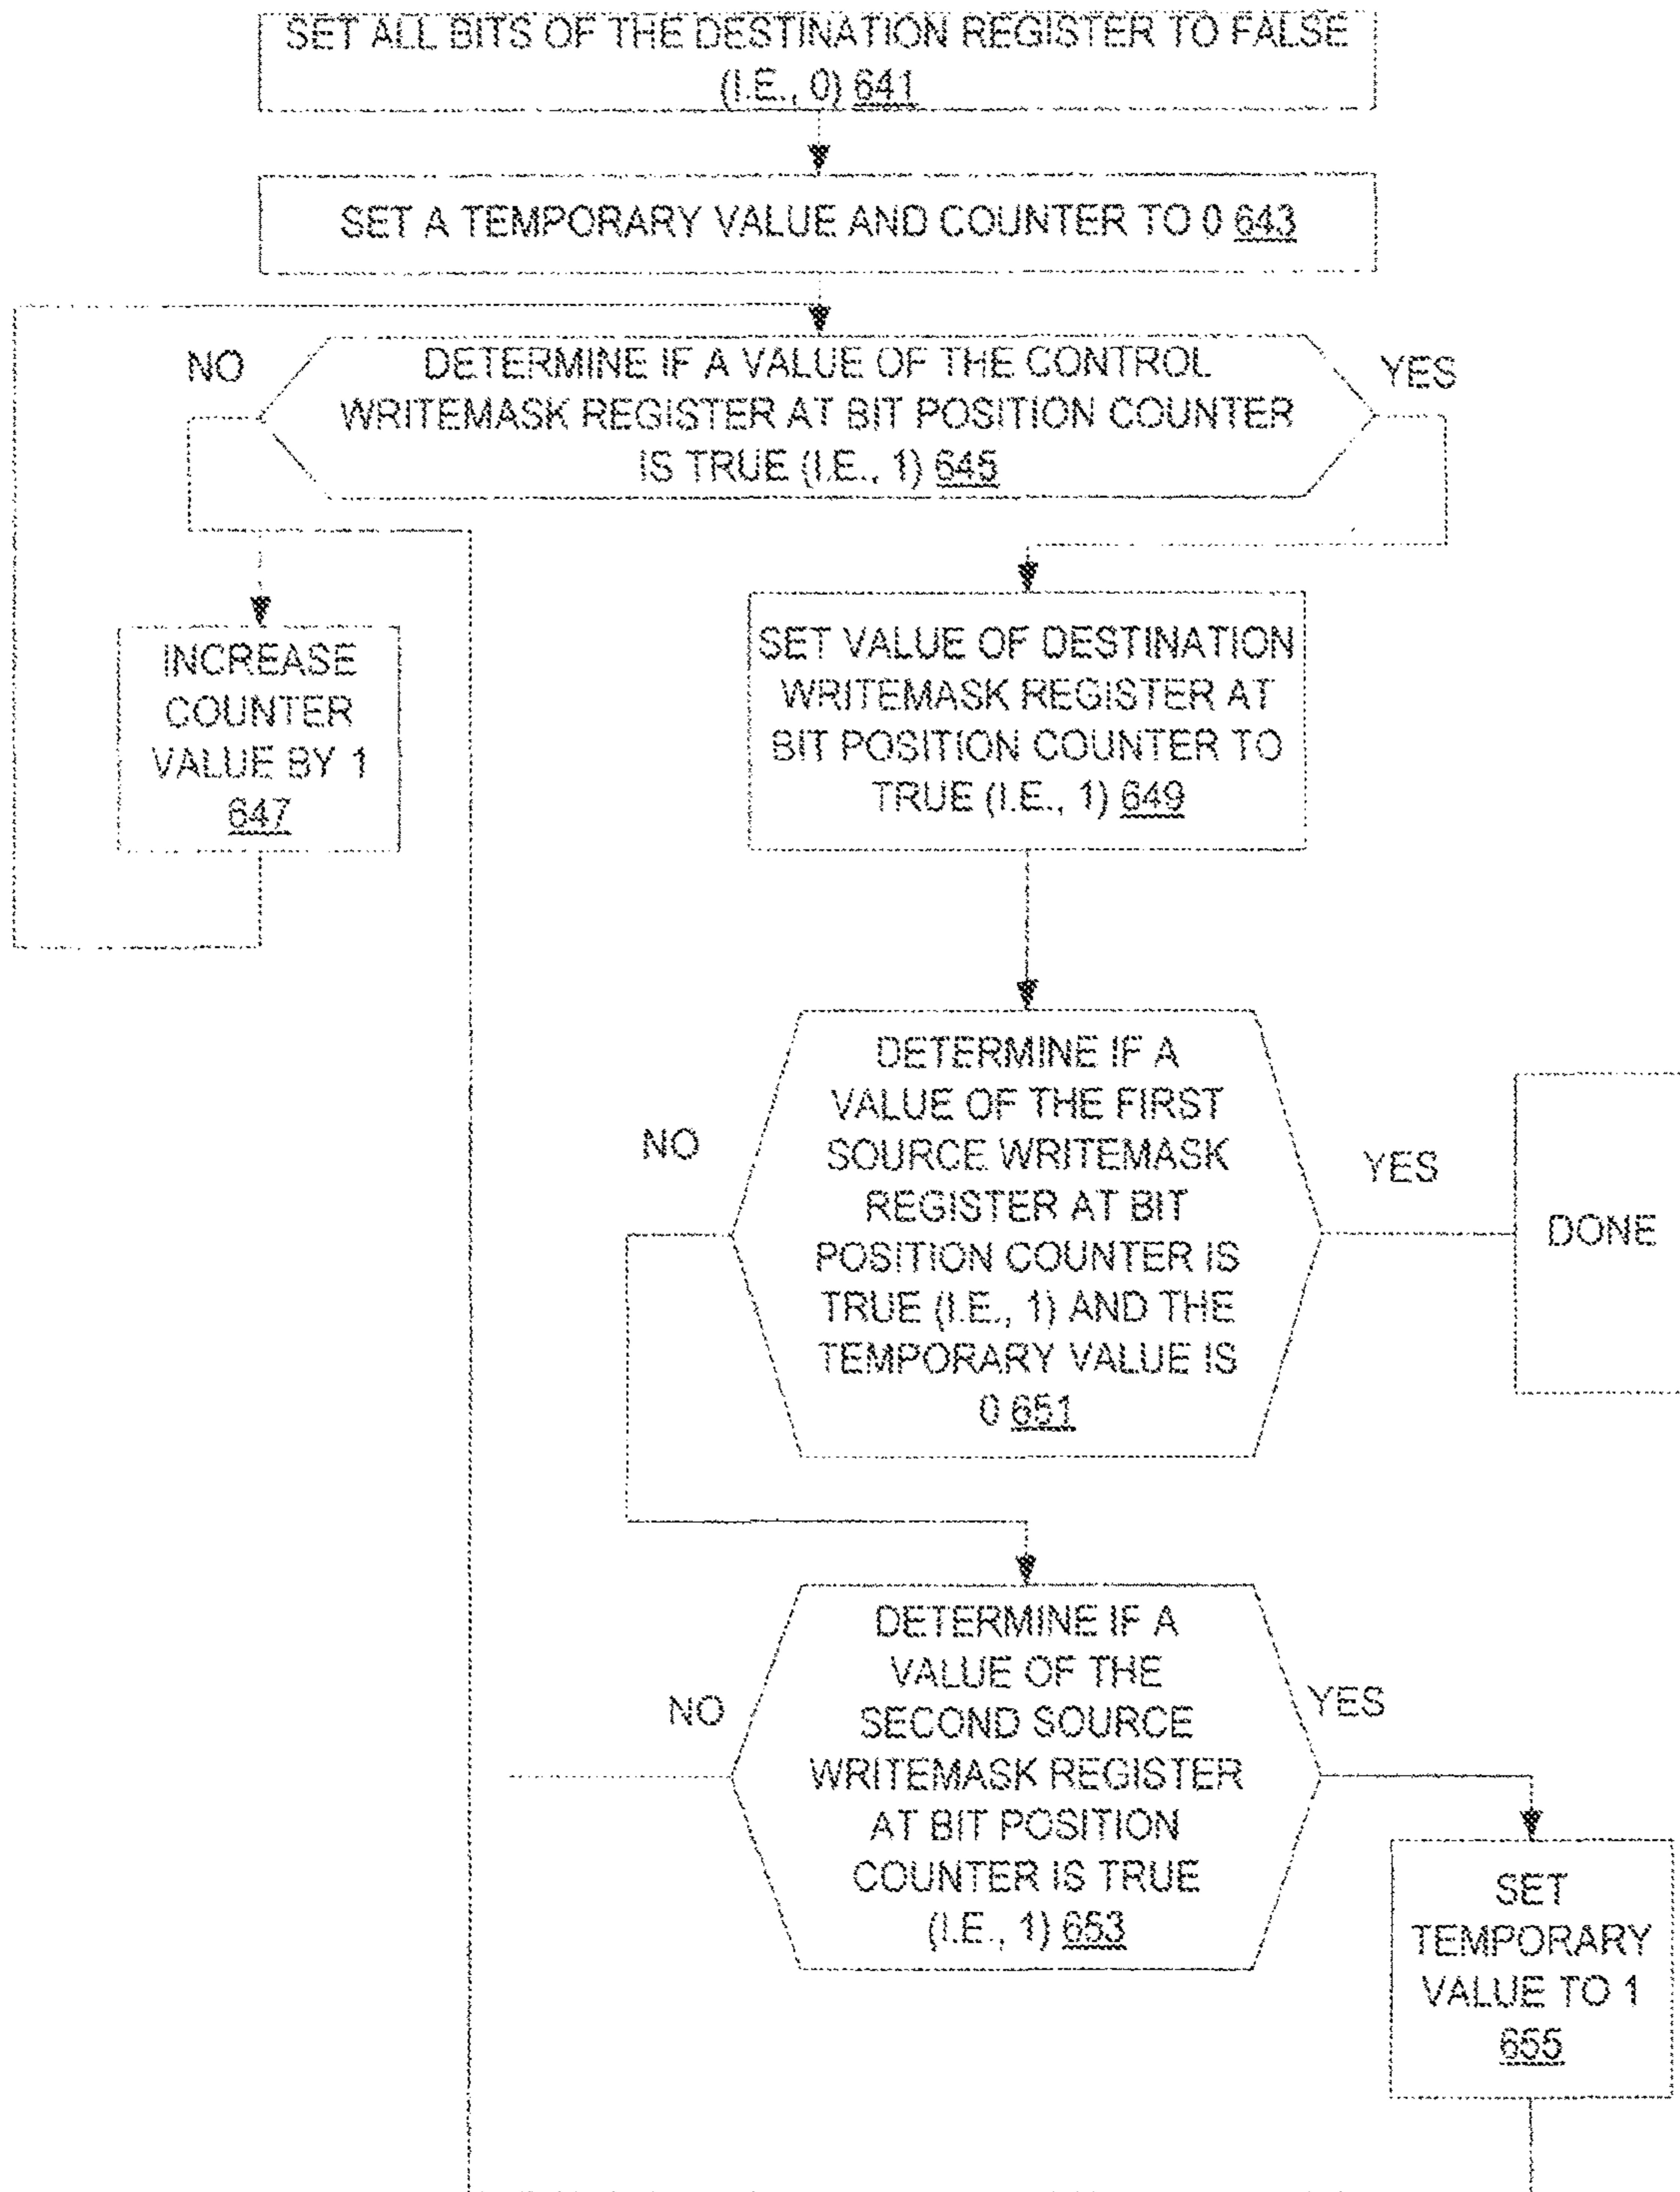 SET ALL BITS OF THE DESTINATION REGISTER TO FALSE
(I.E., 0) 641
SET A TEMPORARY VALUE AND COUNTER TO 0 643
NO
DETERMINE IF A VALUE OF THE CONTROL
WRITEMASK REGISTER AT BIT POSITION COUNTER
IS TRUE (I.E., 1) 645
YES
INCREASE
COUNTER
VALUE BY 1
647
SET VALUE OF DESTINATION
WRITEMASK REGISTER AT
BIT POSITION COUNTER TO
TRUE (I.E., 1) 649
NO
DETERMINE IF A
VALUE OF THE FIRST
SOURCE WRITEMASK
REGISTER AT BIT
POSITION COUNTER IS
TRUE (I.E., 1) AND THE
TEMPORARY VALUE IS
0 651
YES
DONE
NO
DETERMINE IF A
VALUE OF THE
SECOND SOURCE
WRITEMASK REGISTER
AT BIT POSITION
COUNTER IS TRUE
(I.E., 1) 653
YES
SET
TEMPORARY
VALUE TO 1
655